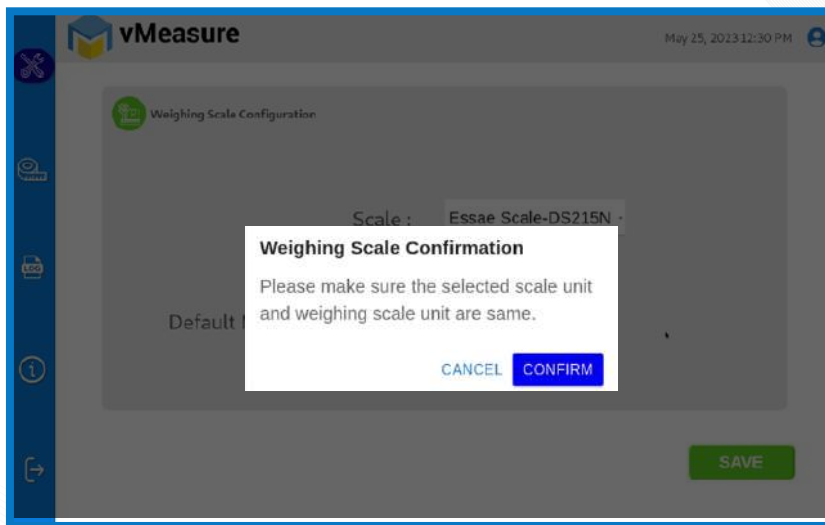 vMeasure
May 25, 2023 12:30 PM
Weighing Scale Configuration
Scale : Essae Scale-DS215N
Weighing Scale Confirmation
Please make sure the selected scale unit
and weighing scale unit are same.
Default
CANCEL CONFIRM
LOG
SAVE